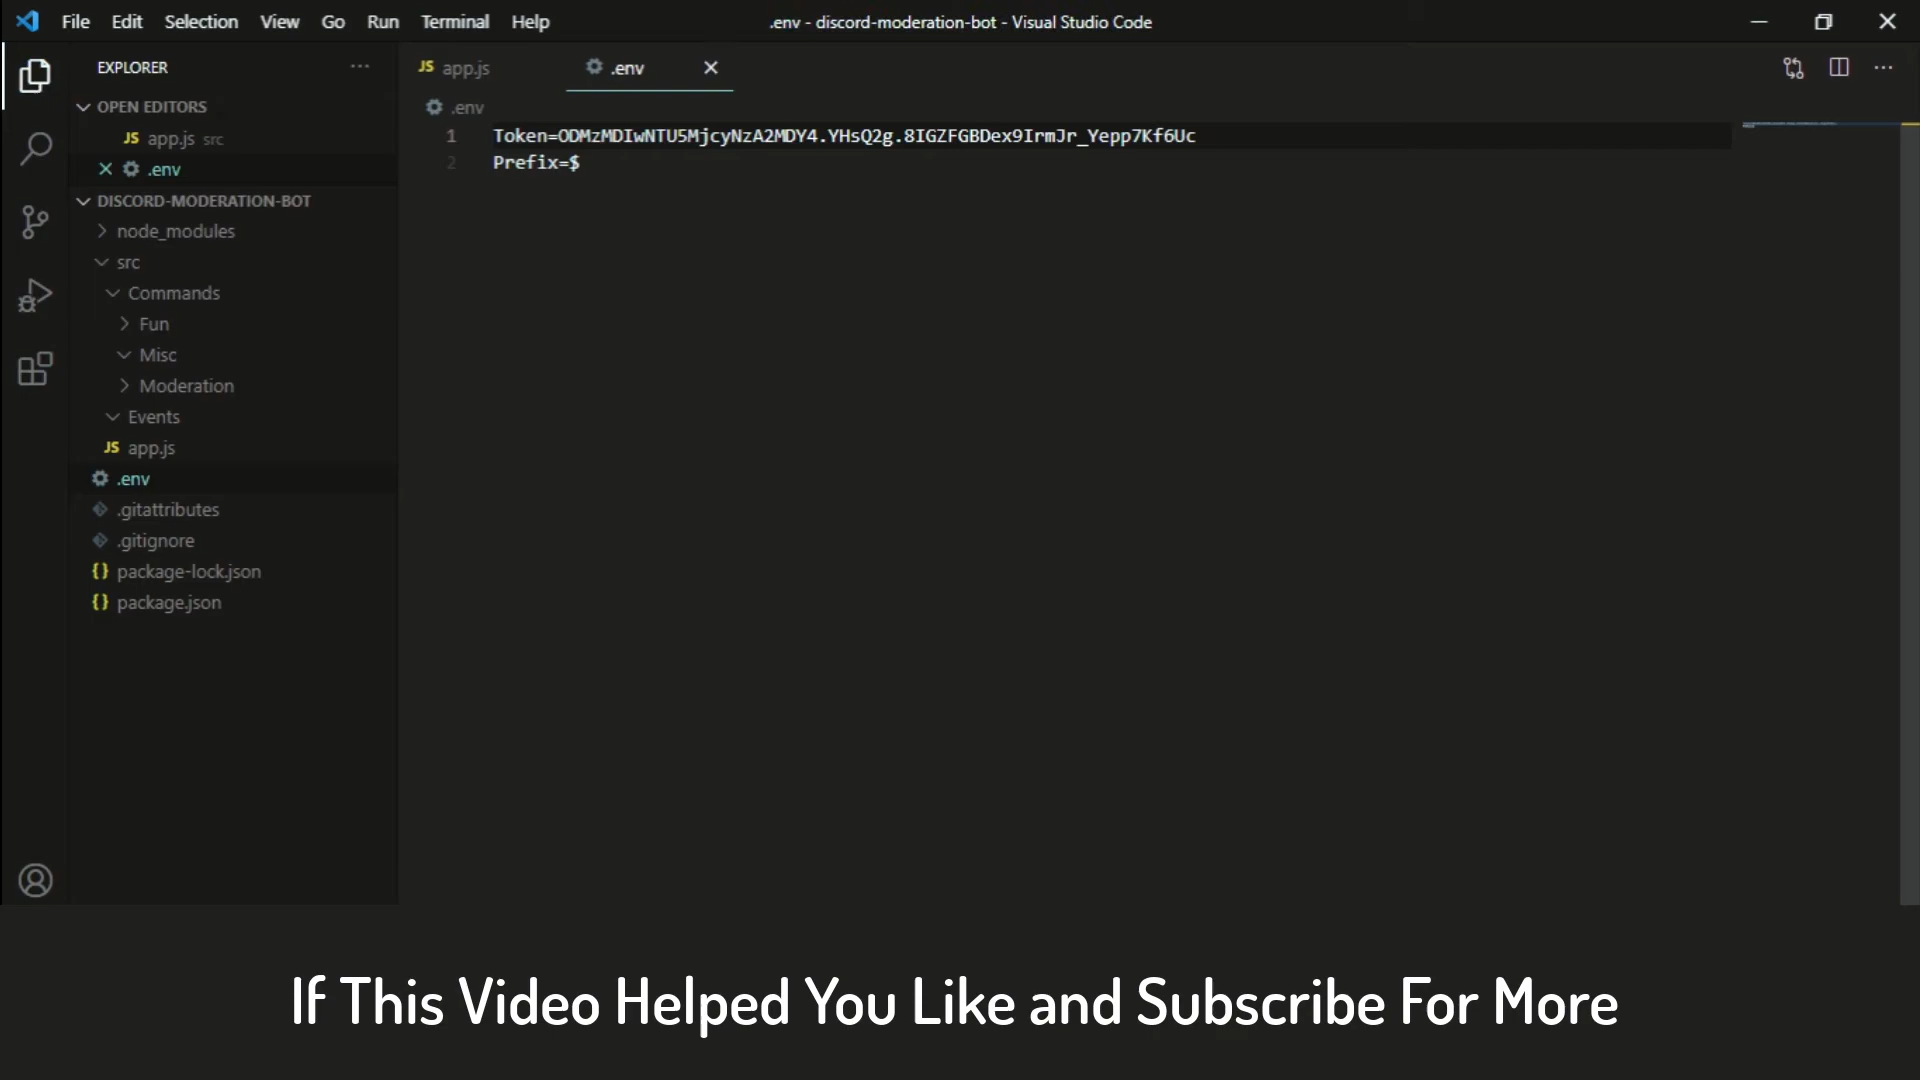 File Edit Selection View Go Run Terminal Help
.env - discord-moderation-bot - Visual Studio Code
EXPLORER
OPEN EDITORS
JS app.js src
.env
DISCORD-MODERATION-BOT
node_modules
src
Commands
Fun
Misc
Moderation
Events
JS app.js
.env
.gitattributes
.gitignore
{} package-lock.json
{} package.json
JS app.js
.env
.env
1 Token=ODMzMDIwNTU5MjcyNzA2MDY4.YHsQ2g.8IGZFGBDex9IrmJr_Yepp7Kf6Uc
2 Prefix=$
If This Video Helped You Like and Subscribe For More